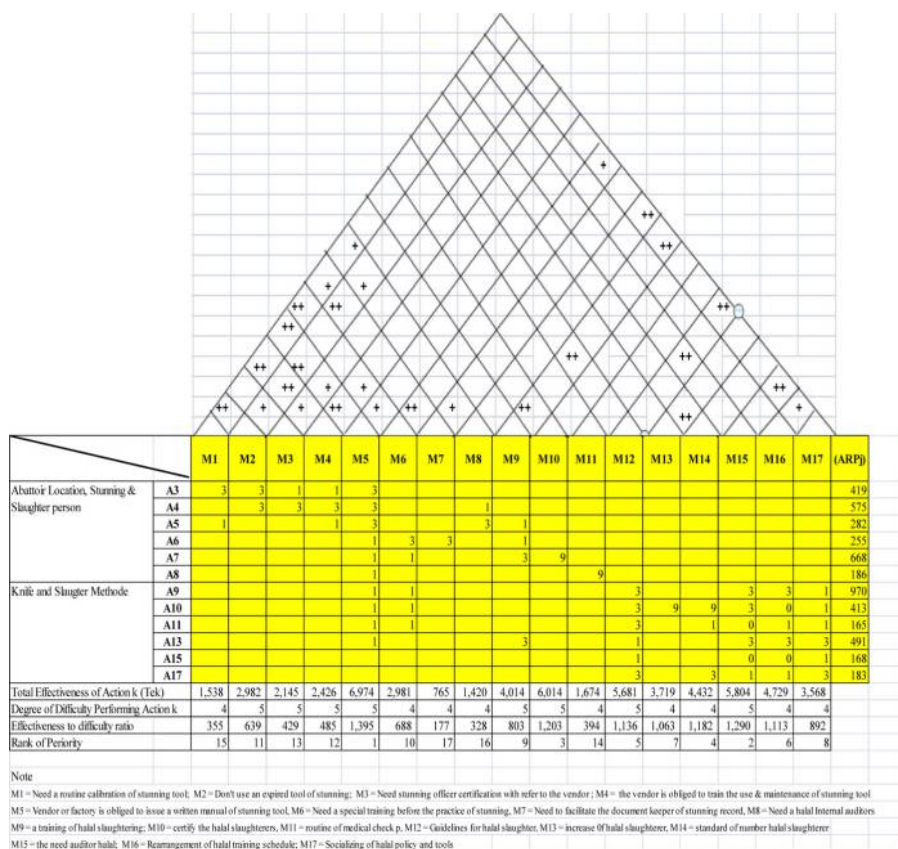 +
++
+ ++
+ +
++ ++ ++
++
++ ++
++ ++
++ + + ++
++ + + ++ + ++ + ++ +
++
M1 M2 M3 M4 M5 M6 M7 M8 M9 M10 M11 M12 M13 M14 M15 M16 M17 (ARPj)
Abattoir Location, Stunning & A3 3 3 1 1 3 419
Slaughter person A4 3 3 3 3 1 575
A5 1 1 3 3 1 282
A6 1 3 3 1 255
A7 1 1 3 9 668
A8 1 9 186
Knife and Slaugter Methode A9 1 1 3 3 3 1 970
A10 1 1 3 9 9 3 0 1 413
A11 1 1 3 1 0 1 1 165
A13 1 3 1 3 3 3 491
A15 1 0 0 1 168
A17 3 3 1 1 3 183
Total Effectiveness of Action k (Tek) 1,538 2,982 2,145 2,426 6,974 2,981 765 1,420 4,014 6,014 1,674 5,681 3,719 4,432 5,804 4,729 3,568
Degree of Difficulty Performing Action k 4 5 5 5 5 4 4 4 5 5 4 5 4 4 5 4 4
Effectiveness to difficulty ratio 355 639 429 485 1,395 688 177 328 803 1,203 394 1,136 1,063 1,182 1,290 1,113 892
Rank of Periority 15 11 13 12 1 10 17 16 9 3 14 5 7 4 2 6 8
Note
M1 = Need a routine calibration of stunning tool; M2 = Don't use an expired tool of stunning; M3 = Need stunning officer certification with refer to the vendor ; M4 = the vendor is obliged to train the use & maintenance of stunning tool
M5 = Vendor or factory is obliged to issue a written manual of stunning tool, M6 = Need a special training before the practice of stunning, M7 = Need to facilitate the document keeper of stunning record, M8 = Need a halal Internal auditors
M9 = a training of halal slaughtering; M10 = certify the halal slaughterers, M11 = routine of medical check p, M12 = Guidelines for halal slaughter, M13 = increase 0f halal slaughterer, M14 = standard of number halal slaughterer
M15 = the need auditor halal; M16 = Rearrangement of halal training schedule; M17 = Socializing of halal policy and tools